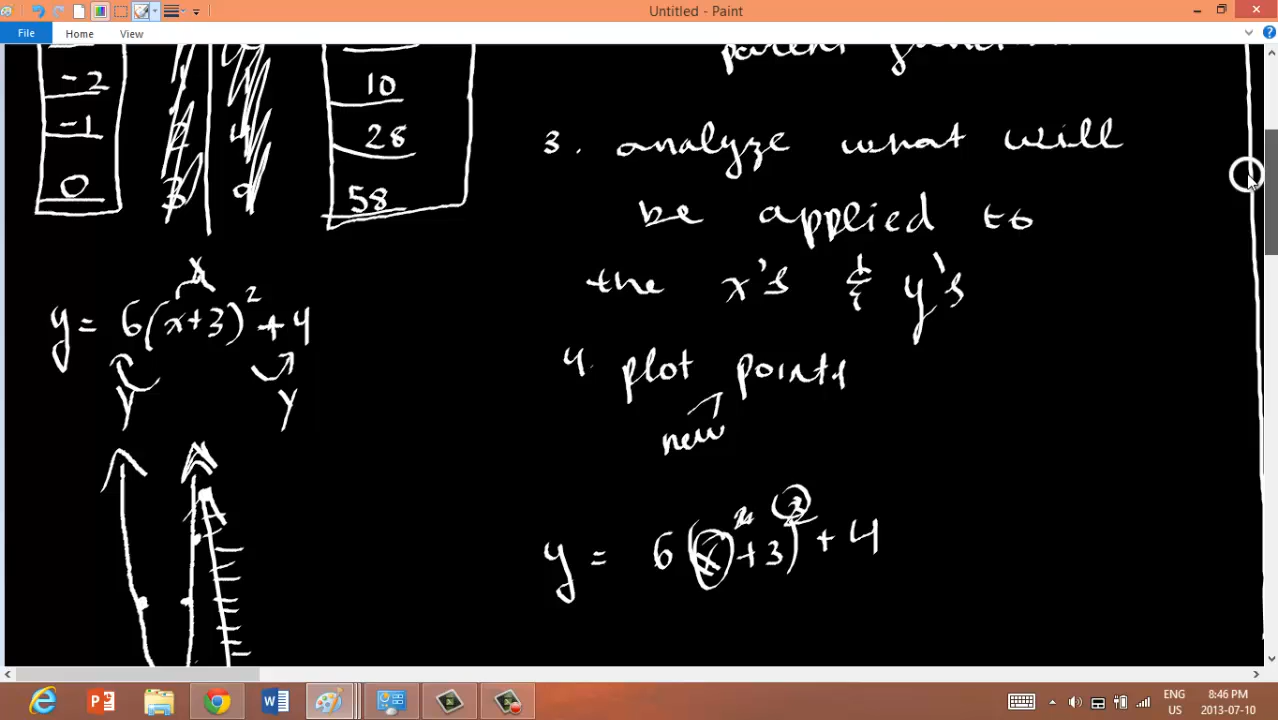 Untitled - Paint
File Home View
parent
-2 10
-1 28
0 58
3. analyze what will
be applied to
the x's & y's
4. plot points
new
x
y = 6(x+3)² + 4
y y
y = 6(x+3)² + 4
ENG
US
8:46 PM
2013-07-10